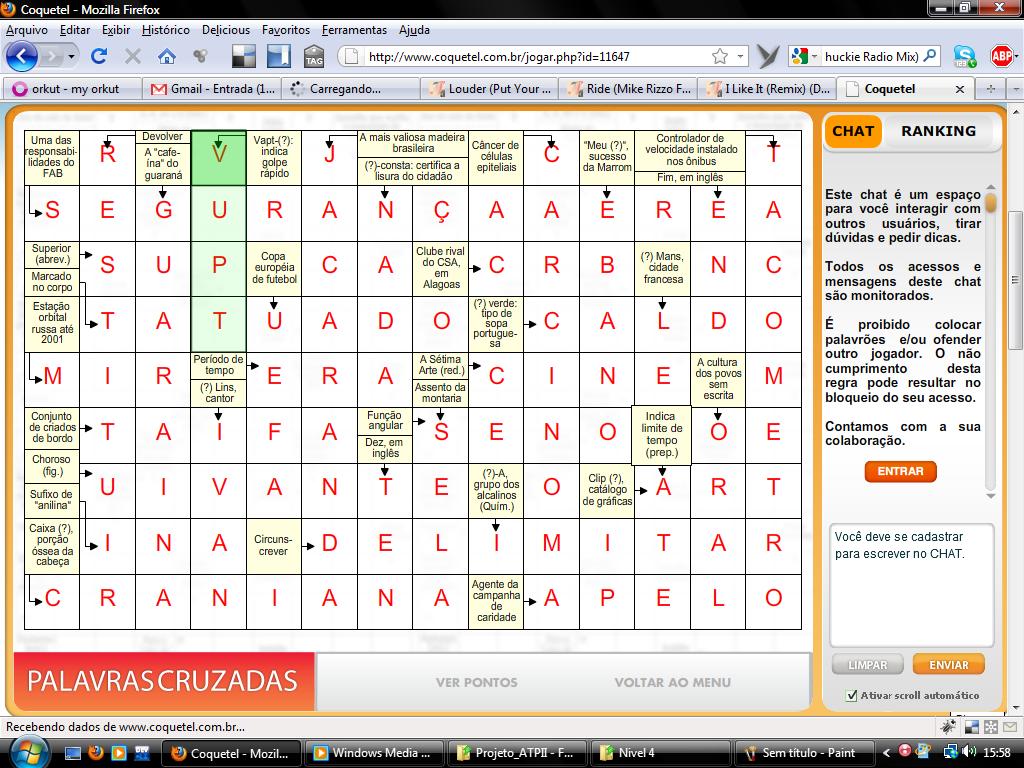 Coquetel - Mozilla Firefox
Arquivo Editar Exibir Histórico Delicious Favoritos Ferramentas Ajuda
TAG http://www.coquetel.com.br/jogar.php?id=11647 huckie Radio Mix) 123 ABP
orkut - my orkut Gmail - Entrada (1... Carregando... Louder (Put Your ... Ride (Mike Rizzo F... I Like It (Remix) (D... Coquetel
Uma das responsabi-lidades do FAB
R
Devolver
A "cafe-ína" do guaraná
V
Vapt-(?): indica golpe rápido
J
A mais valiosa madeira brasileira
(?)-consta: certifica a lisura do cidadão
Câncer de células epiteliais
C
"Meu (?)", sucesso da Marrom
Controlador de velocidade instalado nos ônibus
Fim, em inglês
T
S E G U R A N Ç A A E R E A
Superior (abrev.)
Marcado no corpo
S U P
Copa européia de futebol
C A
Clube rival do CSA, em Alagoas
C R B
(?) Mans, cidade francesa
N C
Estação orbital russa até 2001
T A T U A D O
(?) verde: tipo de sopa portugue-sa
C A L D O
M I R
Período de tempo
(?) Lins, cantor
E R A
A Sétima Arte (red.)
Assento da montaria
C I N E
A cultura dos povos sem escrita
M
Conjunto de criados de bordo
Choroso (fig.)
T A I F A
Função angular
Dez, em inglês
S E N O
Indica limite de tempo (prep.)
O E
Sufixo de "anilina"
U I V A N T E
(?)-A, grupo dos alcalinos (Quím.)
O
Clip (?), catálogo de gráficas
A R T
Caixa (?), porção óssea da cabeça
I N A
Circuns-crever
D E L I M I T A R
C R A N I A N A
Agente da campanha de caridade
A P E L O
CHAT RANKING
Este chat é um espaço
para você interagir com
outros usuários, tirar
dúvidas e pedir dicas.
Todos os acessos e
mensagens deste chat
são monitorados.
É proibido colocar
palavrões e/ou ofender
outro jogador. O não
cumprimento desta
regra pode resultar no
bloqueio do seu acesso.
Contamos com a sua
colaboração.
ENTRAR
Você deve se cadastrar
para escrever no CHAT.
LIMPAR ENVIAR
Ativar scroll automático
PALAVRAS CRUZADAS VER PONTOS VOLTAR AO MENU
Recebendo dados de www.coquetel.com.br...
Coquetel - Mozil... Windows Media ... Projeto_ATPII - F... Nivel 4 Sem título - Paint 15:58